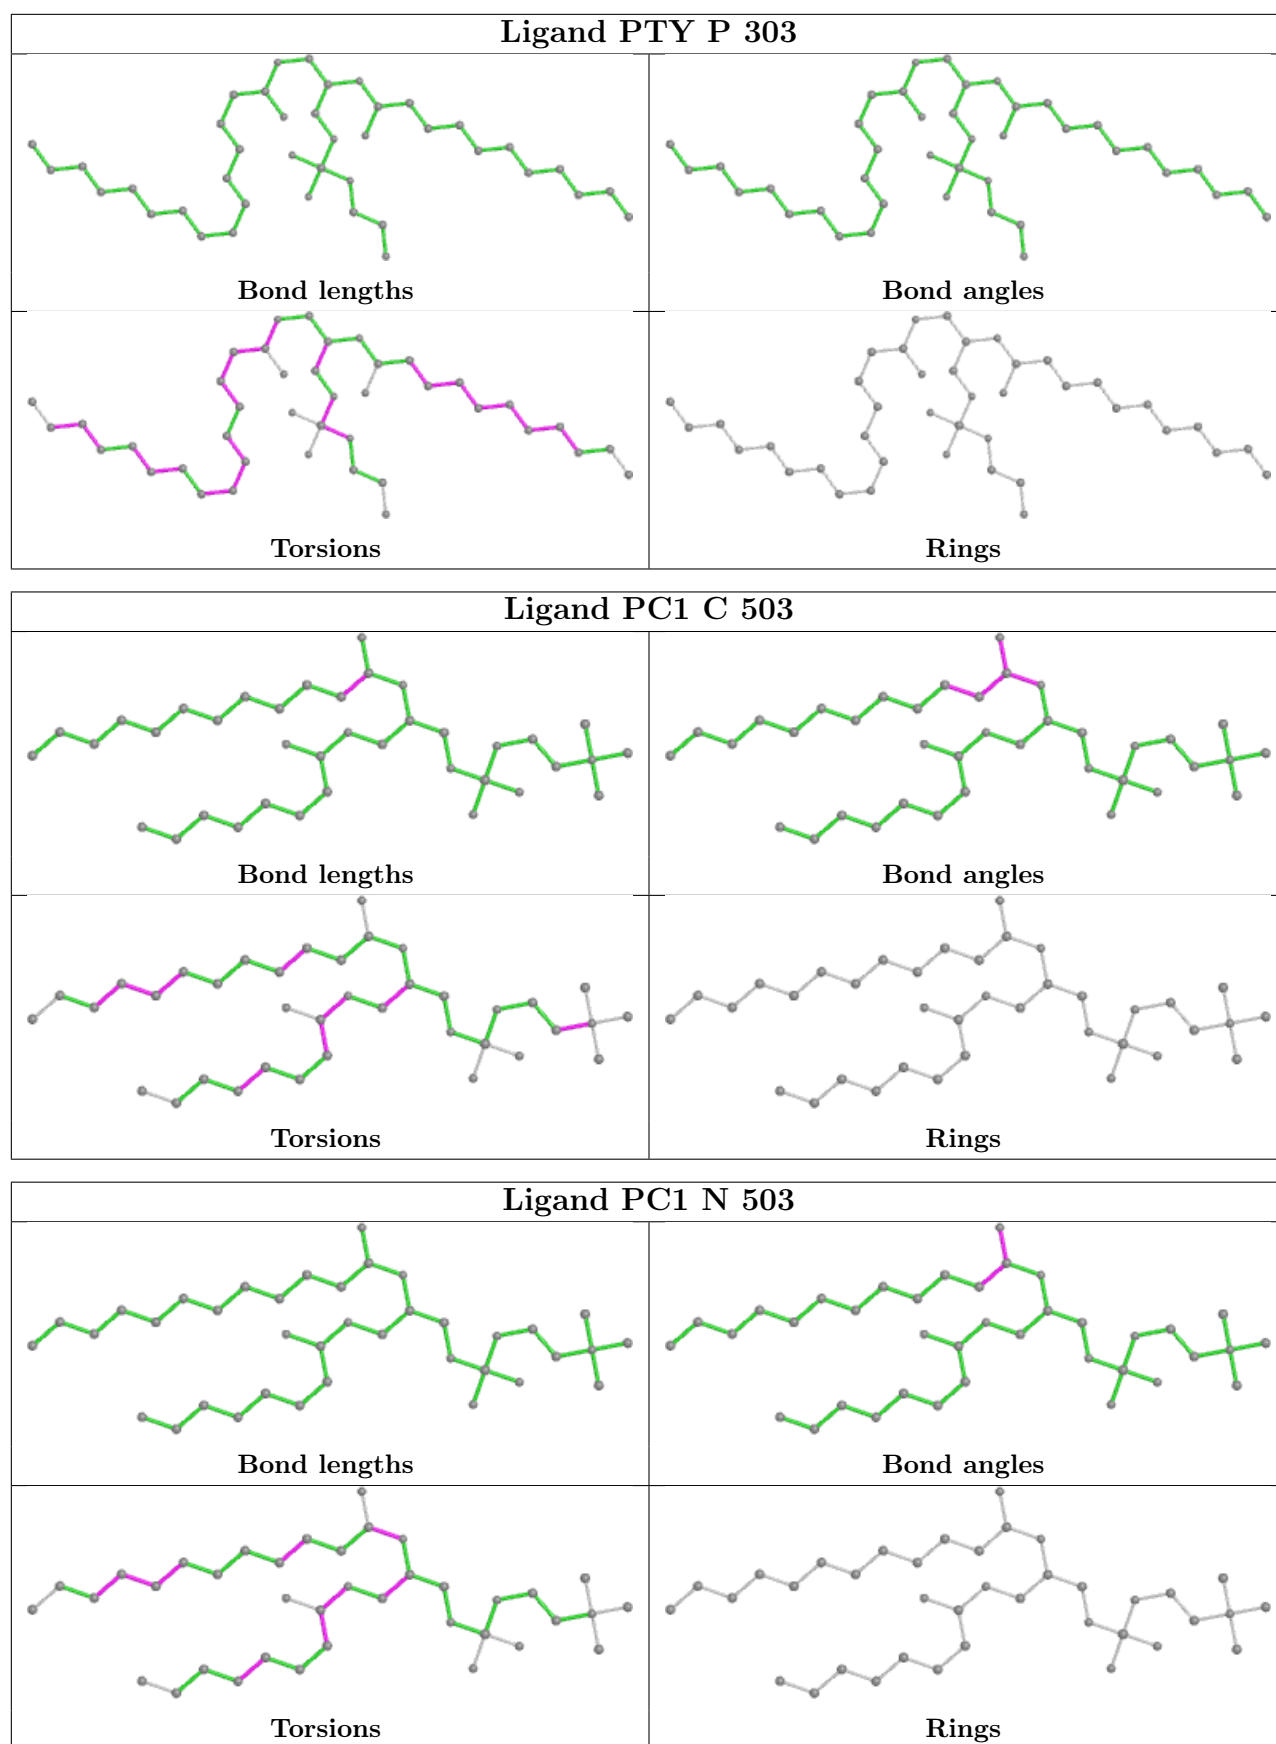 Ligand PTY P 303
Bond lengths
Bond angles
Torsions
Rings
Ligand PC1 C 503
Bond lengths
Bond angles
Torsions
Rings
Ligand PC1 N 503
Bond lengths
Bond angles
Torsions
Rings